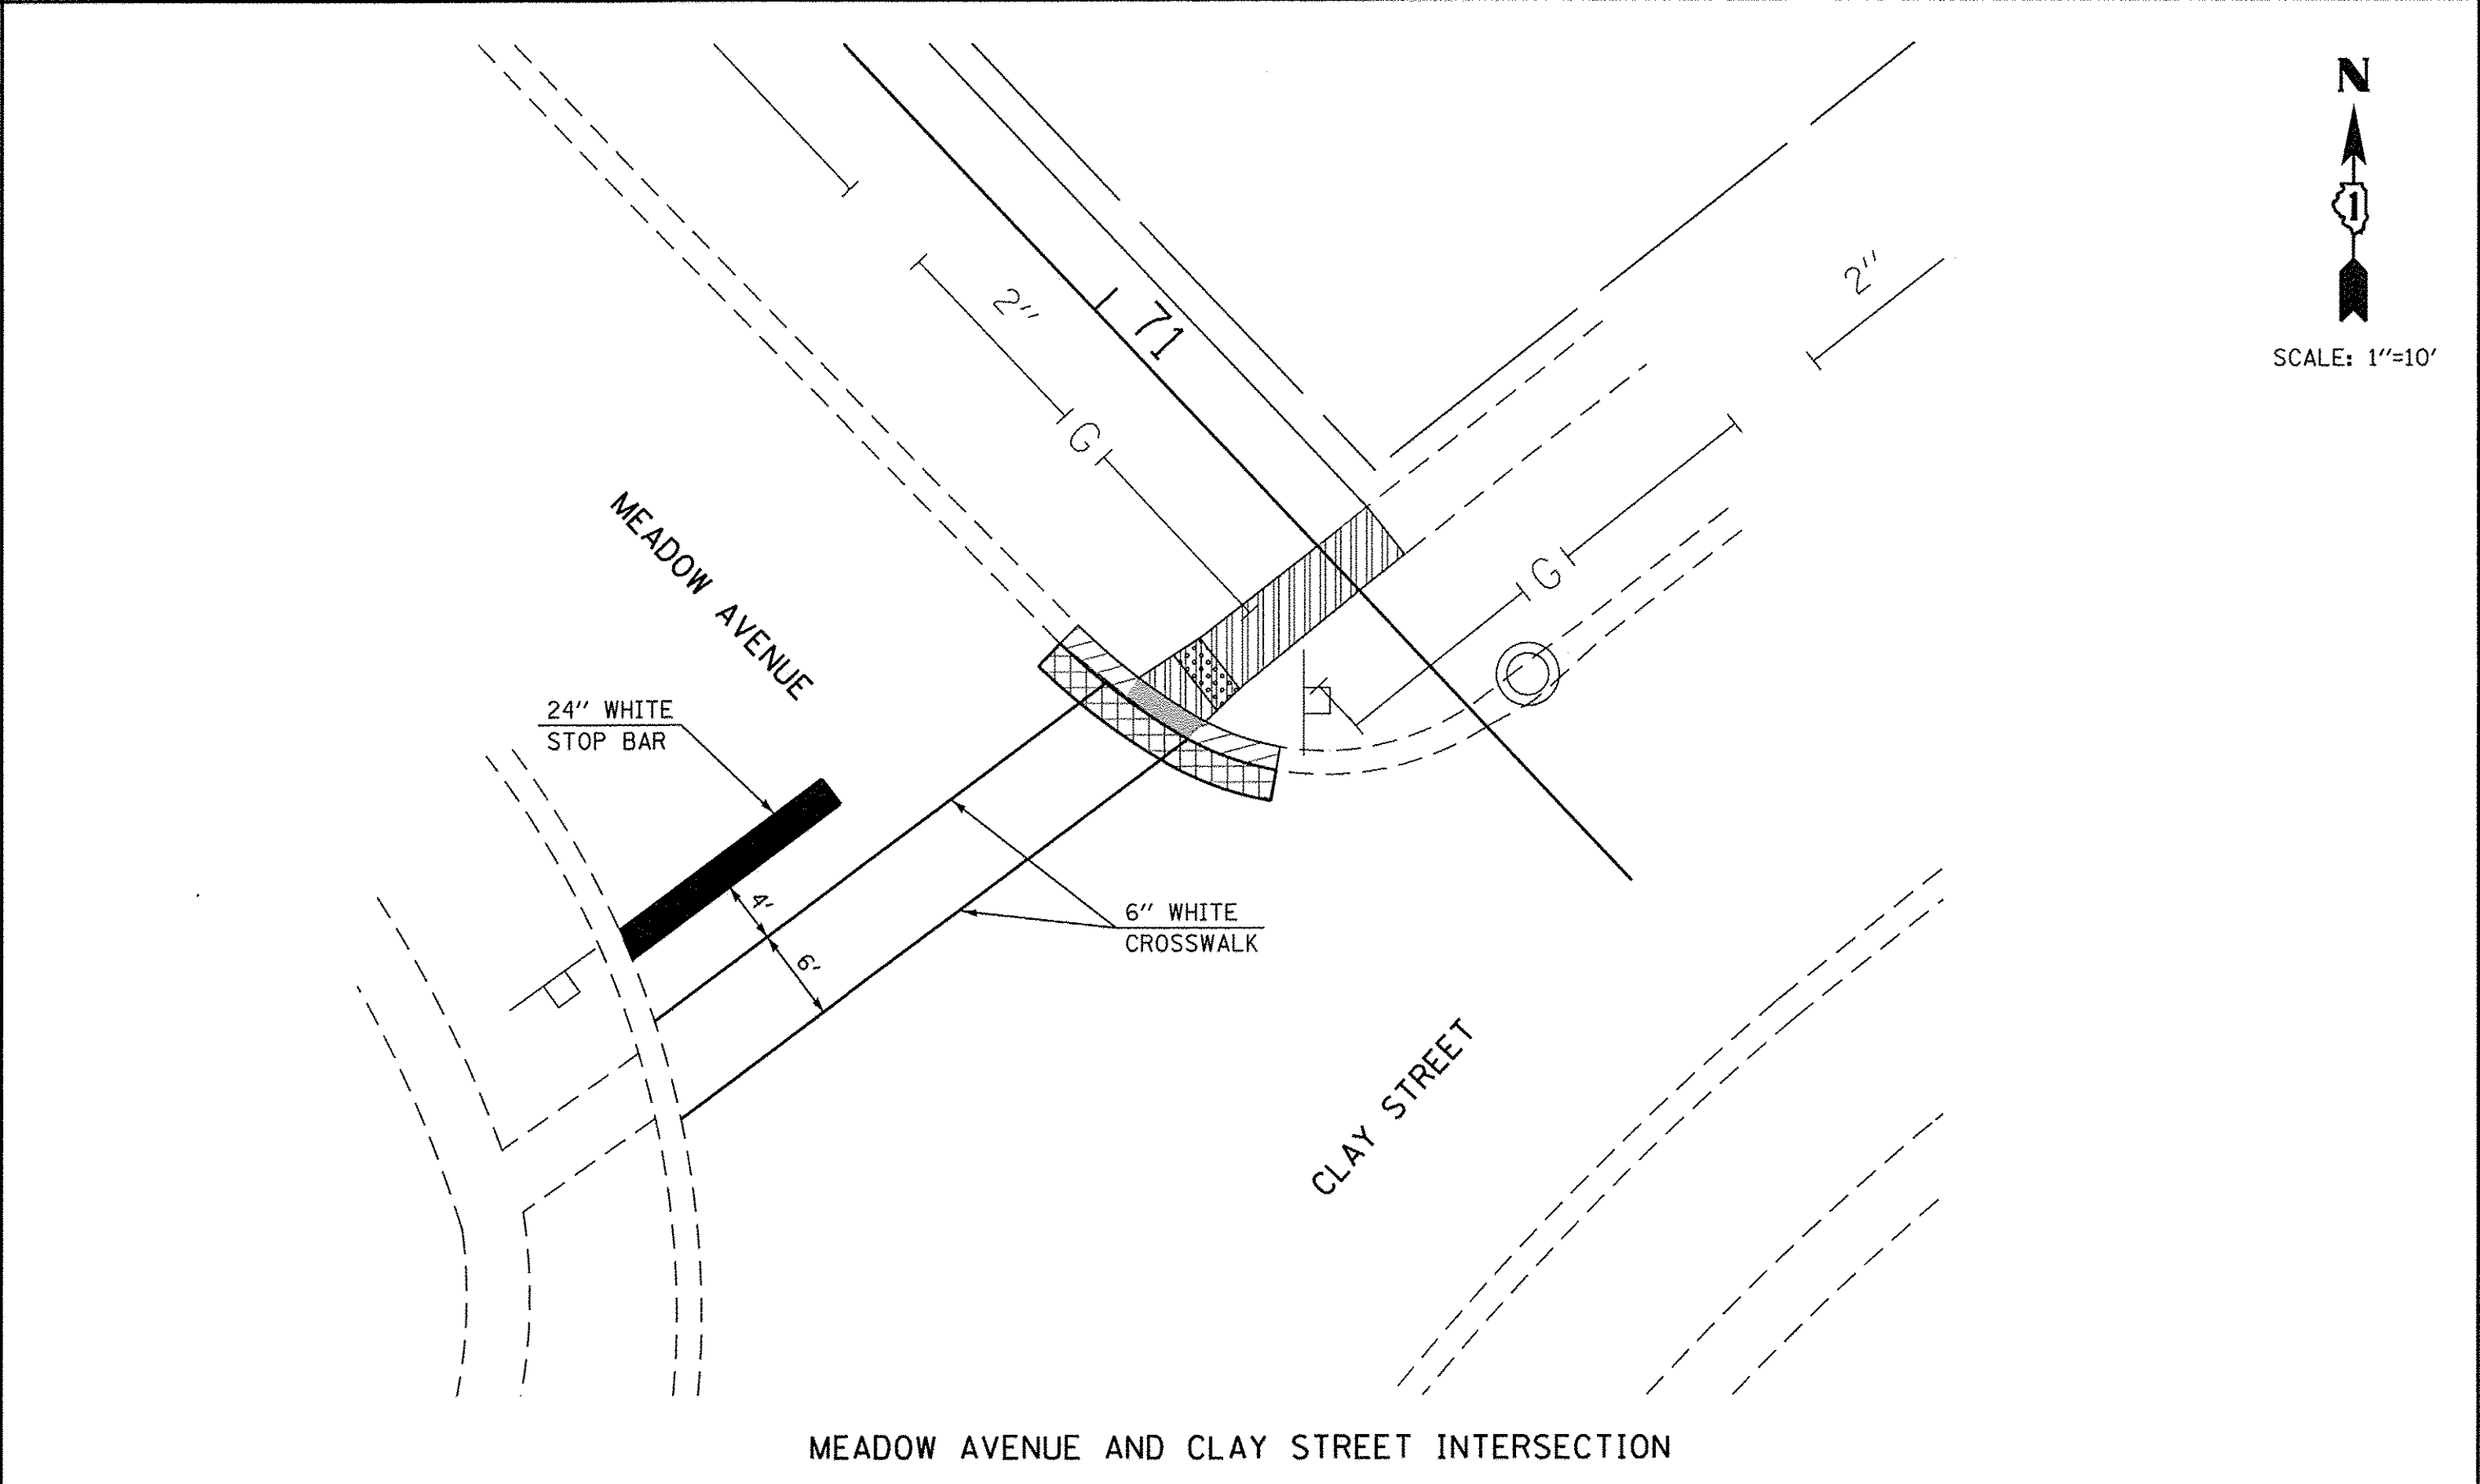 N
1
SCALE: 1"=10'
2"
2"
71
G
G
MEADOW AVENUE
24" WHITE
STOP BAR
4'
6'
6" WHITE
CROSSWALK
CLAY STREET
MEADOW AVENUE AND CLAY STREET INTERSECTION